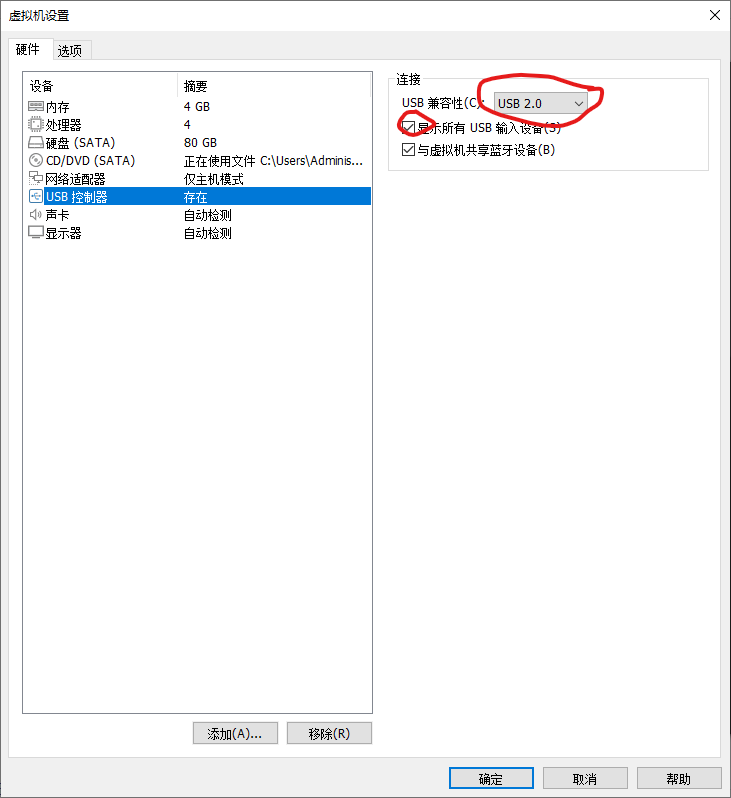 虚拟机设置
硬件 选项
设备 摘要
内存 4 GB
处理器 4
硬盘 (SATA) 80 GB
CD/DVD (SATA) 正在使用文件 C:\Users\Adminis...
网络适配器 仅主机模式
USB 控制器 存在
声卡 自动检测
显示器 自动检测
添加(A)... 移除(R)
连接
USB 兼容性(C): USB 2.0
显示所有 USB 输入设备(S)
与虚拟机共享蓝牙设备(B)
确定 取消 帮助